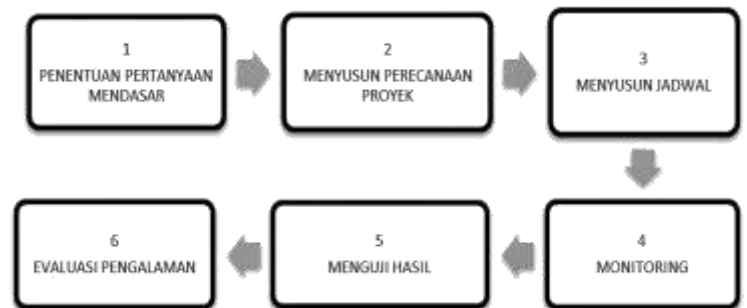 1
PENENTUAN PERTANYAAN
MENDASAR
2
MENYUSUN PERECANAAN
PROYEK
3
MENYUSUN JADWAL
4
MONITORING
5
MENGUJI HASIL
6
EVALUASI PENGALAMAN